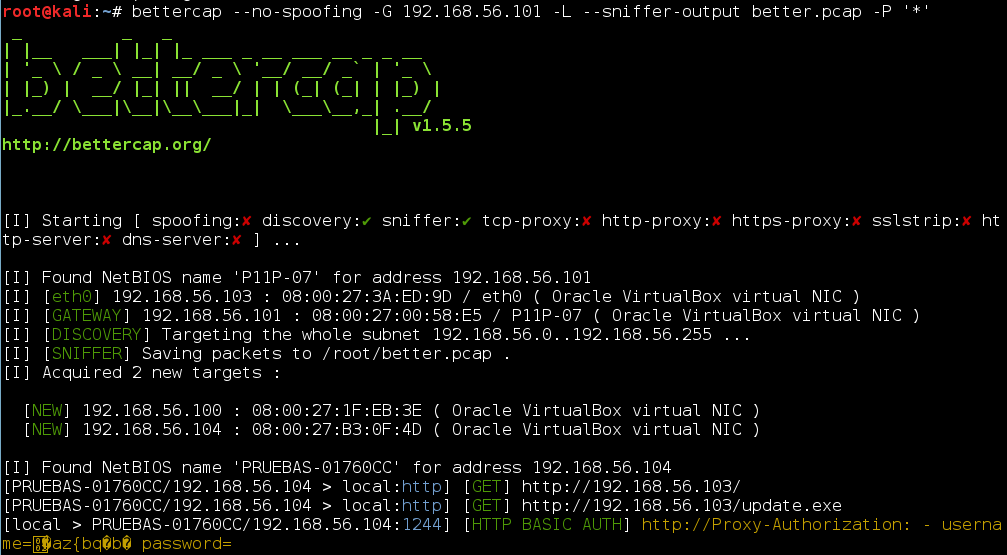 root@kali:~# bettercap --no-spoofing -G 192.168.56.101 -L --sniffer-output better.pcap -P '*'
bettercap
v1.5.5
http://bettercap.org/
[I] Starting [ spoofing:✘ discovery:✔ sniffer:✔ tcp-proxy:✘ http-proxy:✘ https-proxy:✘ sslstrip:✘ ht
tp-server:✘ dns-server:✘ ] ...
[I] Found NetBIOS name 'P11P-07' for address 192.168.56.101
[I] [eth0] 192.168.56.103 : 08:00:27:3A:ED:9D / eth0 ( Oracle VirtualBox virtual NIC )
[I] [GATEWAY] 192.168.56.101 : 08:00:27:00:58:E5 / P11P-07 ( Oracle VirtualBox virtual NIC )
[I] [DISCOVERY] Targeting the whole subnet 192.168.56.0..192.168.56.255 ...
[I] [SNIFFER] Saving packets to /root/better.pcap .
[I] Acquired 2 new targets :
[NEW] 192.168.56.100 : 08:00:27:1F:EB:3E ( Oracle VirtualBox virtual NIC )
[NEW] 192.168.56.104 : 08:00:27:B3:0F:4D ( Oracle VirtualBox virtual NIC )
[I] Found NetBIOS name 'PRUEBAS-01760CC' for address 192.168.56.104
[PRUEBAS-01760CC/192.168.56.104 > local:http] [GET] http://192.168.56.103/
[PRUEBAS-01760CC/192.168.56.104 > local:http] [GET] http://192.168.56.103/update.exe
[local > PRUEBAS-01760CC/192.168.56.104:1244] [HTTP BASIC AUTH] http://Proxy-Authorization: - userna
me=�az{bq�b� password=